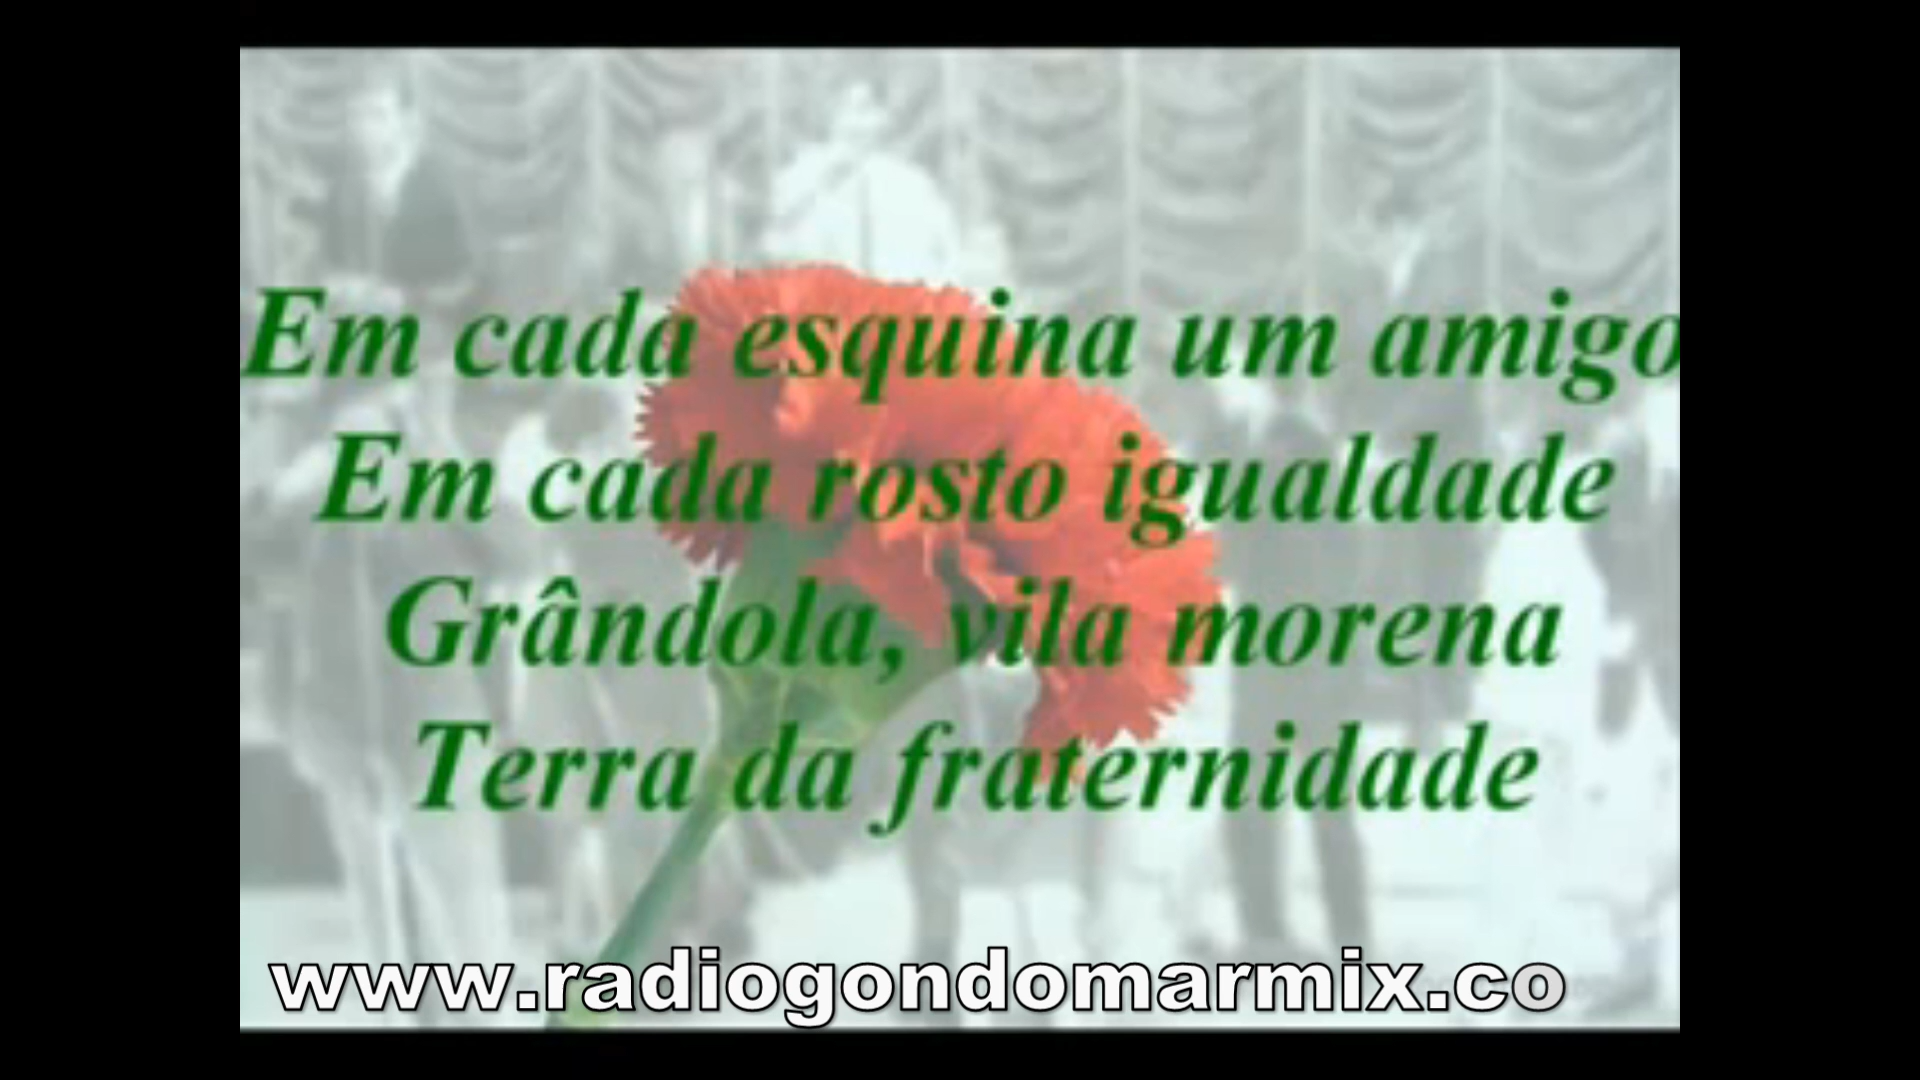 Em cada esquina um amigo
Em cada rosto igualdade
Grândola, vila morena
Terra da fraternidade
www.radiogondomarmix.co